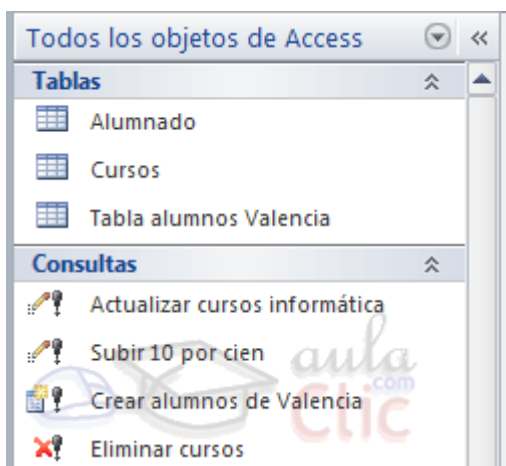 Todos los objetos de Access
Tablas
Alumnado
Cursos
Tabla alumnos Valencia
Consultas
Actualizar cursos informática
Subir 10 por cien
Crear alumnos de Valencia
Eliminar cursos
aula
.com
Clic